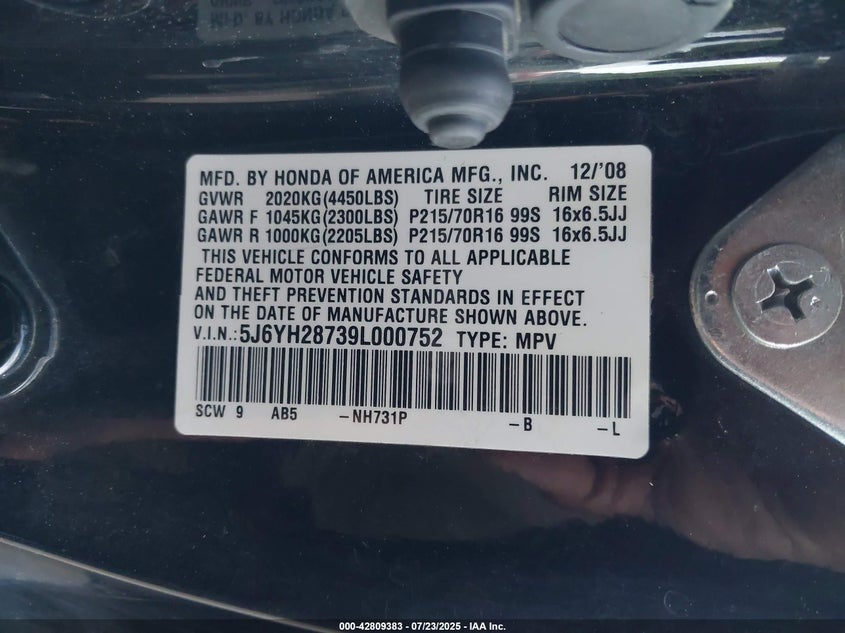 MFD. BY HONDA OF AMERICA MFG., INC. 12/'08
GVWR 2020KG(4450LBS) TIRE SIZE RIM SIZE
GAWR F 1045KG(2300LBS) P215/70R16 99S 16x6.5JJ
GAWR R 1000KG(2205LBS) P215/70R16 99S 16x6.5JJ
THIS VEHICLE CONFORMS TO ALL APPLICABLE
FEDERAL MOTOR VEHICLE SAFETY
AND THEFT PREVENTION STANDARDS IN EFFECT
ON THE DATE OF MANUFACTURE SHOWN ABOVE.
V.I.N.:5J6YH28739L000752 TYPE: MPV
SCW 9 AB5 -NH731P -B -L
000-42809383 | 07/23/2025 - IAA Inc.